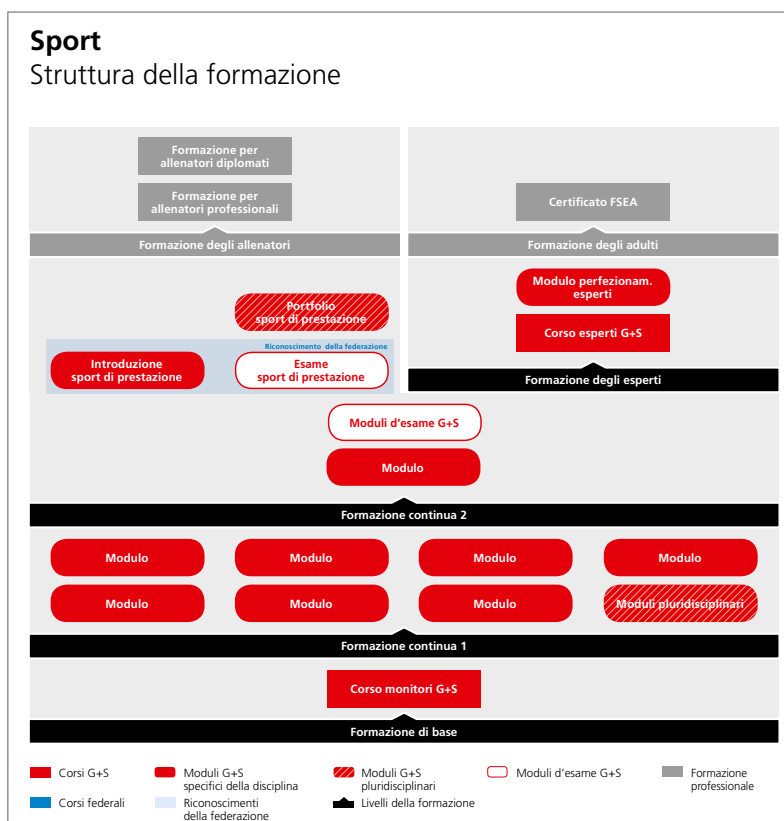 Sport
Struttura della formazione
Formazione per
allenatori diplomati
Formazione per
allenatori professionali
Certificato FSEA
Formazione degli allenatori
Formazione degli adulti
Modulo perfezionam.
esperti
Portfolio
sport di prestazione
Corso esperti G+S
Riconoscimento della federazione
Introduzione
sport di prestazione
Esame
sport di prestazione
Formazione degli esperti
Moduli d'esame G+S
Modulo
Formazione continua 2
Modulo
Modulo
Modulo
Modulo
Modulo
Modulo
Modulo
Moduli pluridisciplinari
Formazione continua 1
Corso monitori G+S
Formazione di base
Corsi G+S
Moduli G+S
specifici della disciplina
Moduli G+S
pluridisciplinari
Moduli d'esame G+S
Formazione
professionale
Corsi federali
Riconoscimenti
della federazione
Livelli della formazione